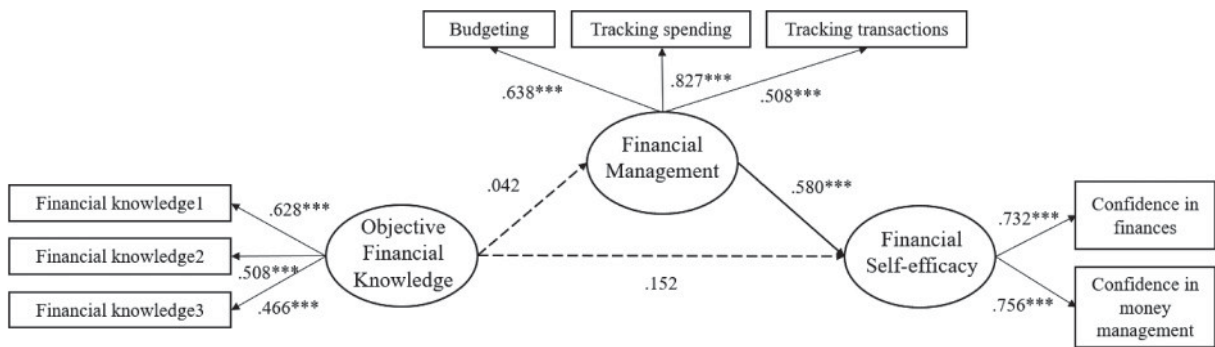 Budgeting
Tracking spending
Tracking transactions
.638***
.827***
.508***
Financial
Management
.042
.580***
Financial knowledge1
Financial knowledge2
Financial knowledge3
.628***
.508***
.466***
Objective
Financial
Knowledge
.152
Financial
Self-efficacy
.732***
.756***
Confidence in
finances
Confidence in
money
management